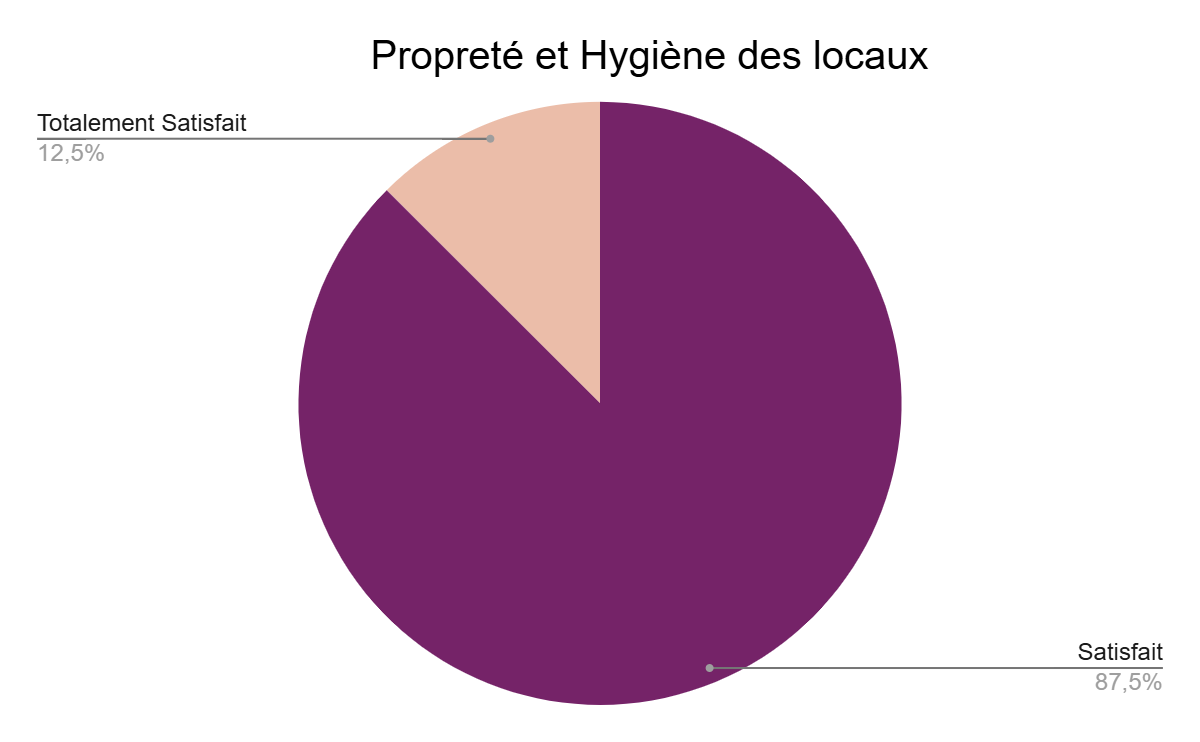 Propreté et Hygiène des locaux
Totalement Satisfait
12,5%
Satisfait
87,5%